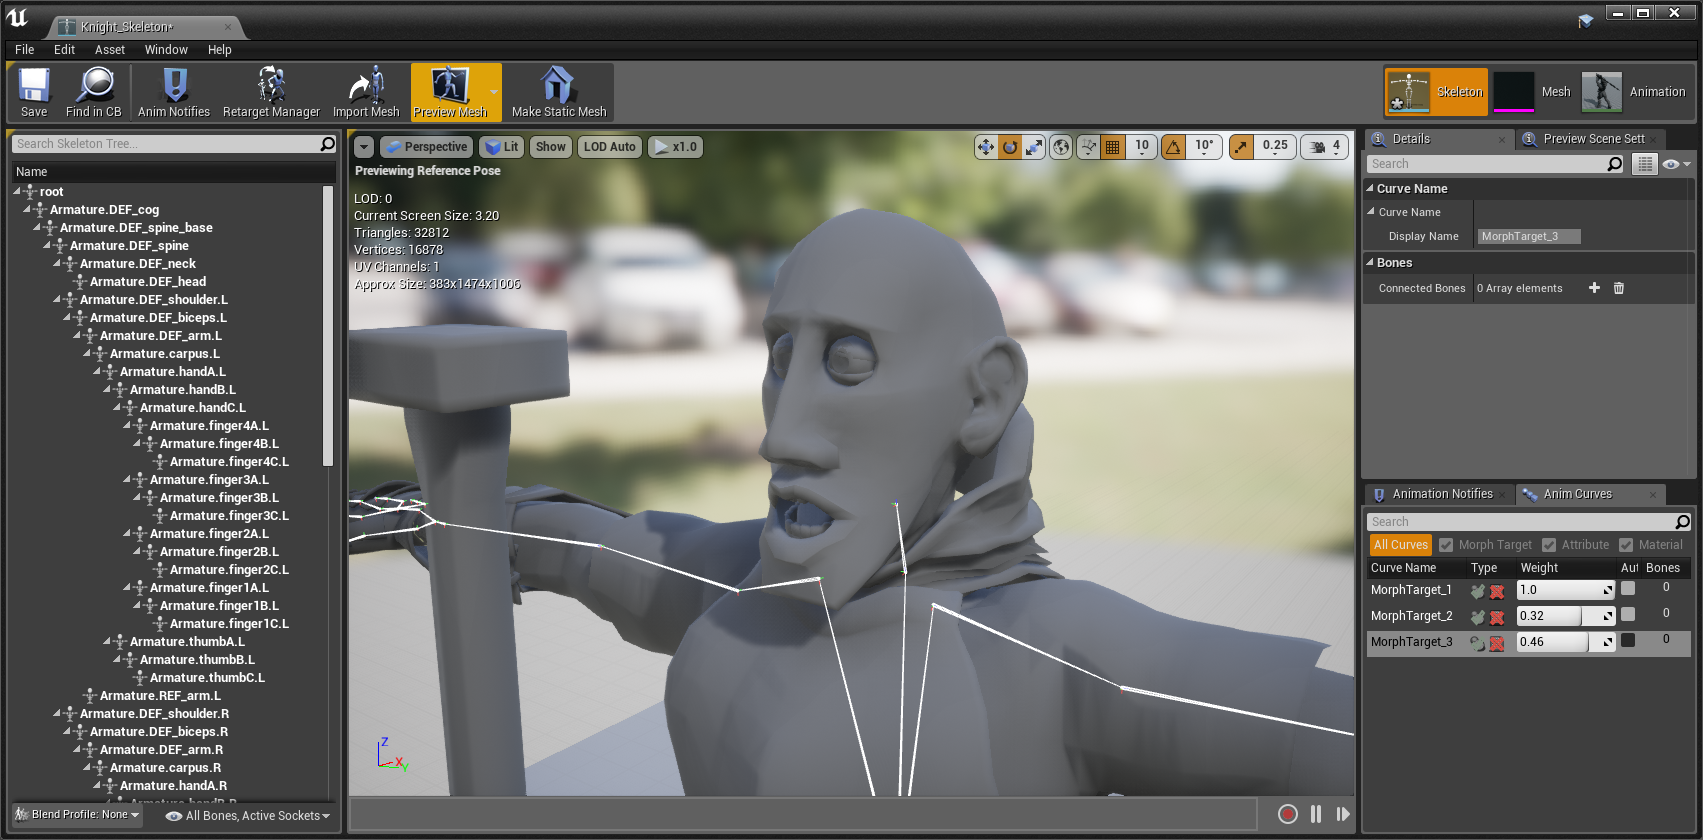 Knight_Skeleton*
File Edit Asset Window Help
Save Find in CB Anim Notifies Retarget Manager Import Mesh Preview Mesh Make Static Mesh Skeleton Mesh Animation
Search Skeleton Tree...
Name
root
Armature.DEF_cog
Armature.DEF_spine_base
Armature.DEF_spine
Armature.DEF_neck
Armature.DEF_head
Armature.DEF_shoulder.L
Armature.DEF_biceps.L
Armature.DEF_arm.L
Armature.carpus.L
Armature.handA.L
Armature.handB.L
Armature.handC.L
Armature.finger4A.L
Armature.finger4B.L
Armature.finger4C.L
Armature.finger3A.L
Armature.finger3B.L
Armature.finger3C.L
Armature.finger2A.L
Armature.finger2B.L
Armature.finger2C.L
Armature.finger1A.L
Armature.finger1B.L
Armature.finger1C.L
Armature.thumbA.L
Armature.thumbB.L
Armature.thumbC.L
Armature.REF_arm.L
Armature.DEF_shoulder.R
Armature.DEF_biceps.R
Armature.DEF_arm.R
Armature.carpus.R
Armature.handA.R
Armature.handB.R
Blend Profile: None All Bones, Active Sockets
Perspective Lit Show LOD Auto x1.0 10 10° 0.25 4
Previewing Reference Pose
LOD: 0
Current Screen Size: 3.20
Triangles: 32812
Vertices: 16878
UV Channels: 1
Approx Size: 383x1474x1006
Z
X
Y
Details Preview Scene Sett
Search
Curve Name
Curve Name
Display Name MorphTarget_3
Bones
Connected Bones 0 Array elements
Animation Notifies Anim Curves
Search
All Curves Morph Target Attribute Material
Curve Name Type Weight Aut Bones
MorphTarget_1 1.0 0
MorphTarget_2 0.32 0
MorphTarget_3 0.46 0